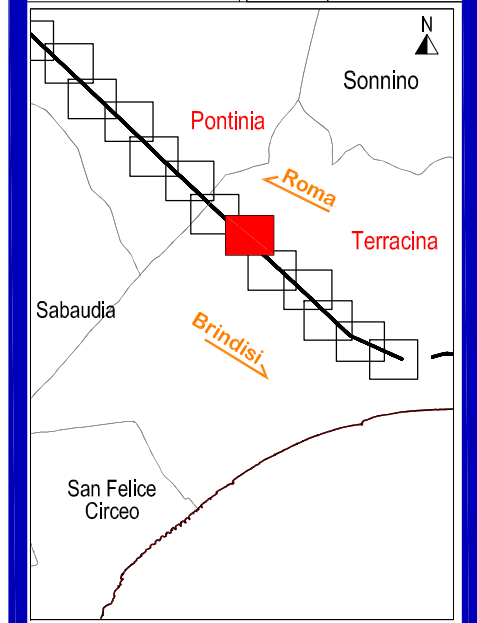 N
Sonnino
Pontinia
Roma
Terracina
Sabaudia
Brindisi
San Felice
Circeo